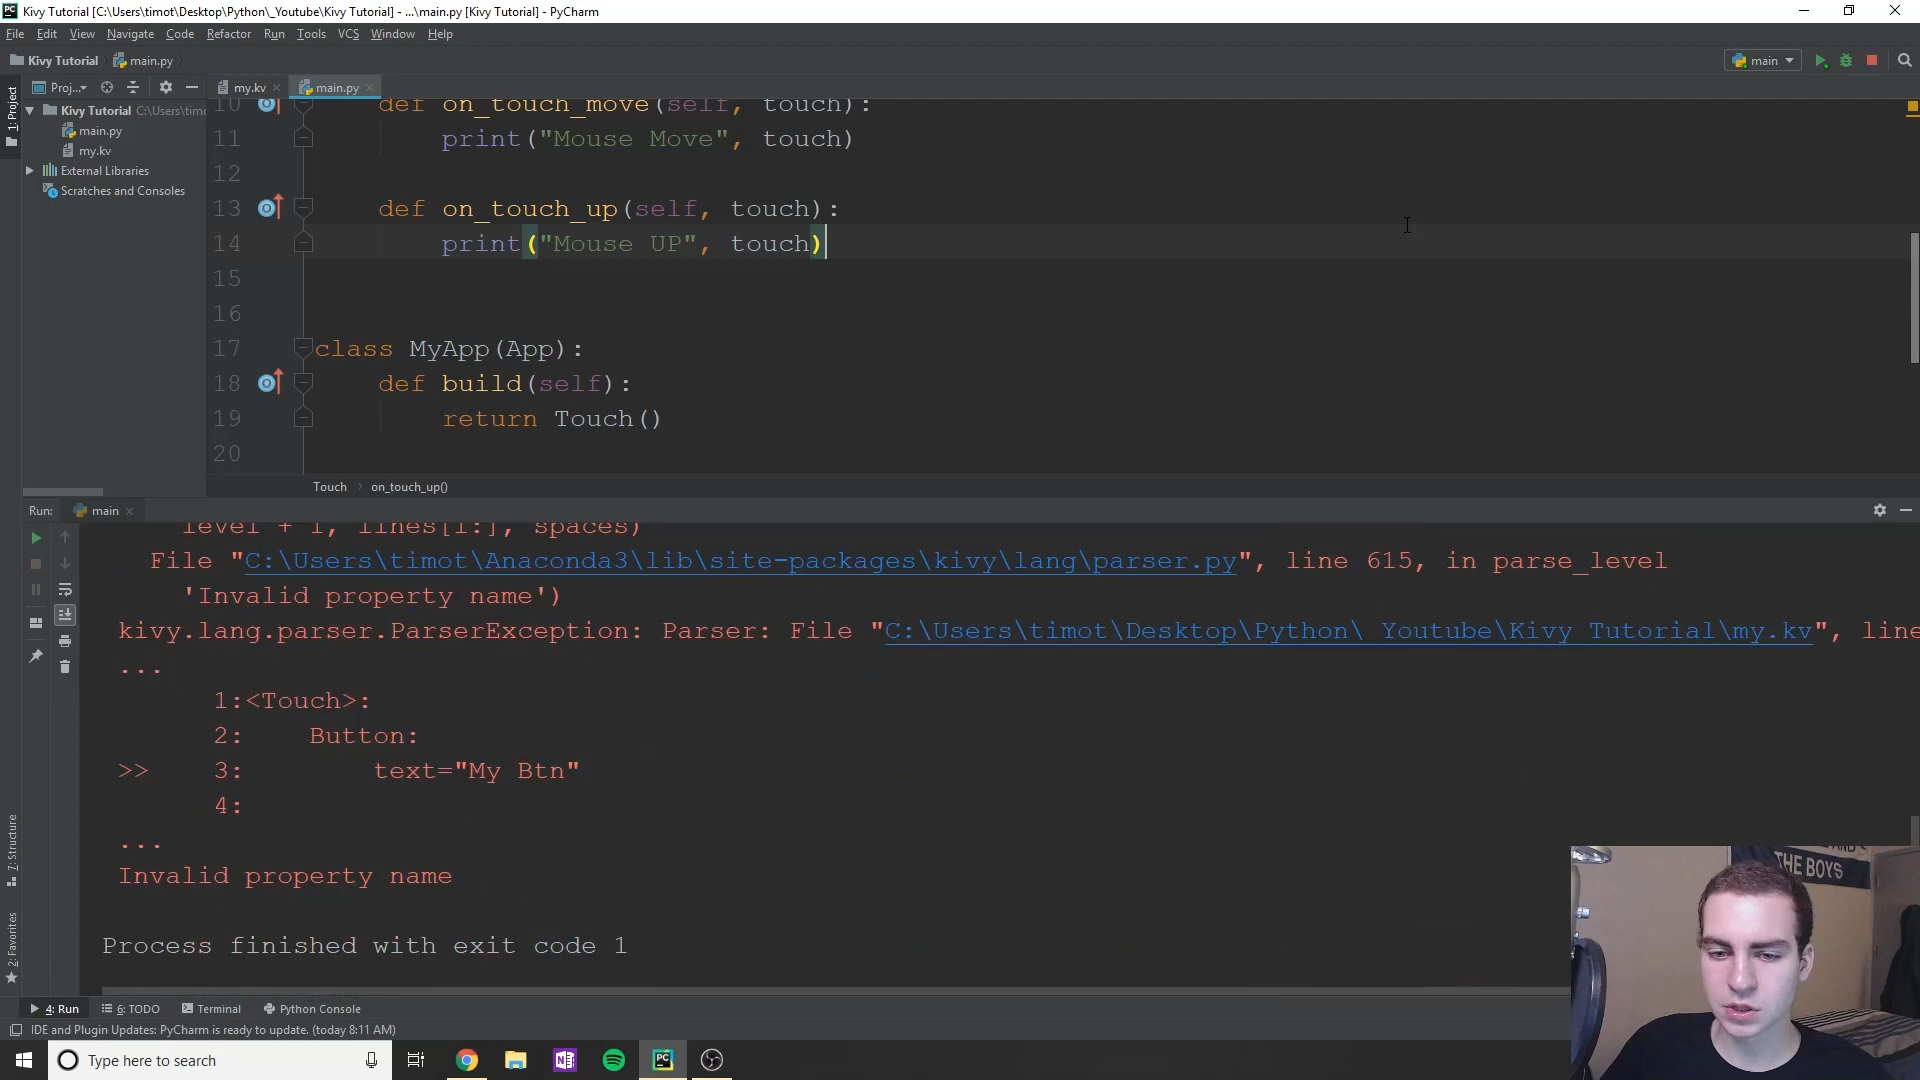 Kivy Tutorial [C:\Users\timot\Desktop\Python\_Youtube\Kivy Tutorial] - ...\main.py [Kivy Tutorial] - PyCharm
File Edit View Navigate Code Refactor Run Tools VCS Window Help
Kivy Tutorial main.py
main
Proj...
my.kv
main.py
1: Project
Kivy Tutorial C:\Users\timo
main.py
my.kv
External Libraries
Scratches and Consoles
10 def on_touch_move(self, touch):
11 print("Mouse Move", touch)
12
13 def on_touch_up(self, touch):
14 print("Mouse UP", touch)
15
16
17 class MyApp(App):
18 def build(self):
19 return Touch()
20
Touch > on_touch_up()
Run: main
level + 1, lines[i:], spaces)
File "C:\Users\timot\Anaconda3\lib\site-packages\kivy\lang\parser.py", line 615, in parse_level
'Invalid property name')
kivy.lang.parser.ParserException: Parser: File "C:\Users\timot\Desktop\Python\_Youtube\Kivy Tutorial\my.kv", line
...
1:<Touch>:
2: Button:
>> 3: text="My Btn"
4:
...
Invalid property name
Process finished with exit code 1
7: Structure
2: Favorites
THE BOYS
4: Run 6: TODO Terminal Python Console
IDE and Plugin Updates: PyCharm is ready to update. (today 8:11 AM)
Type here to search